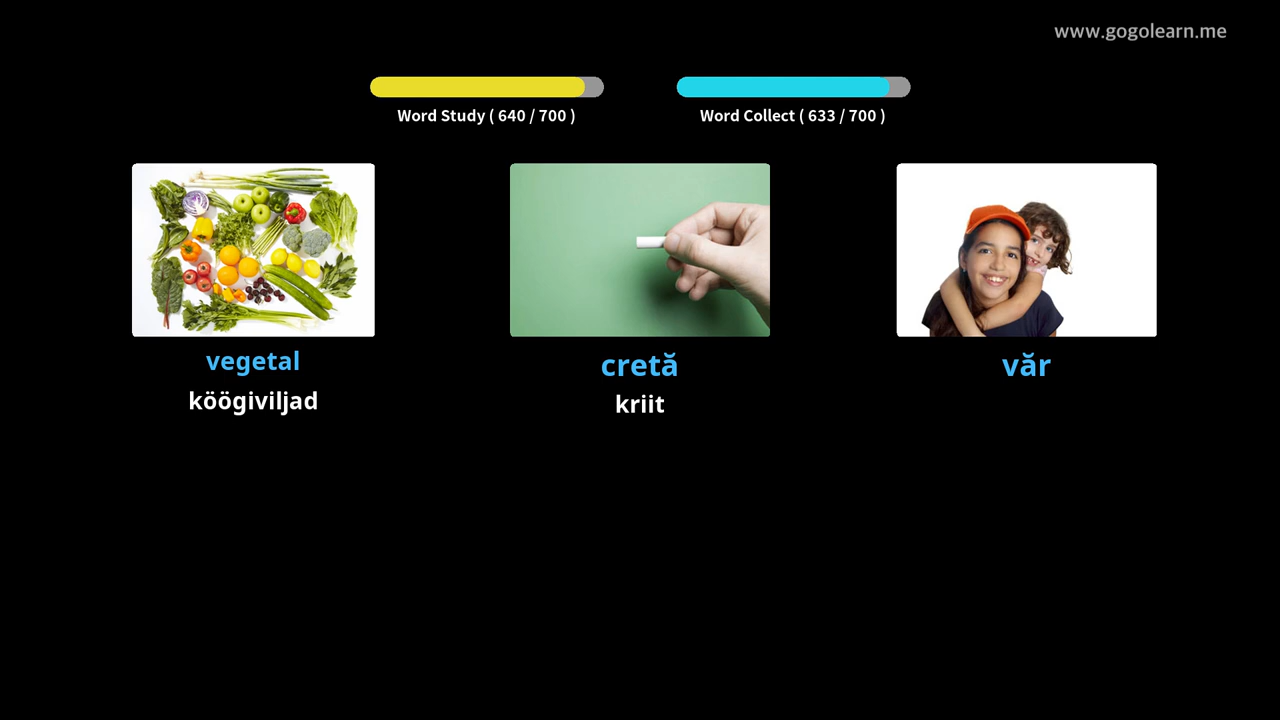 www.gogolearn.me
Word Study ( 640 / 700 )
Word Collect ( 633 / 700 )
vegetal
köögiviljad
cretă
kriit
văr